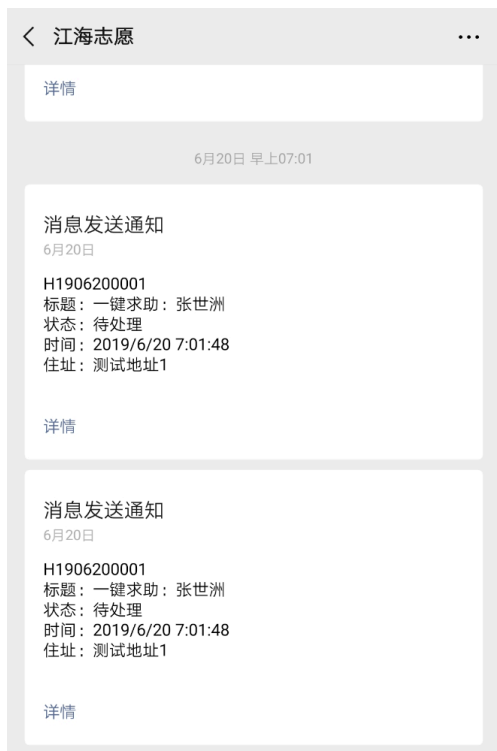 江海志愿
详情
6月20日 早上07:01
消息发送通知
6月20日
H1906200001
标题：一键求助：张世洲
状态：待处理
时间：2019/6/20 7:01:48
住址：测试地址1
详情
消息发送通知
6月20日
H1906200001
标题：一键求助：张世洲
状态：待处理
时间：2019/6/20 7:01:48
住址：测试地址1
详情